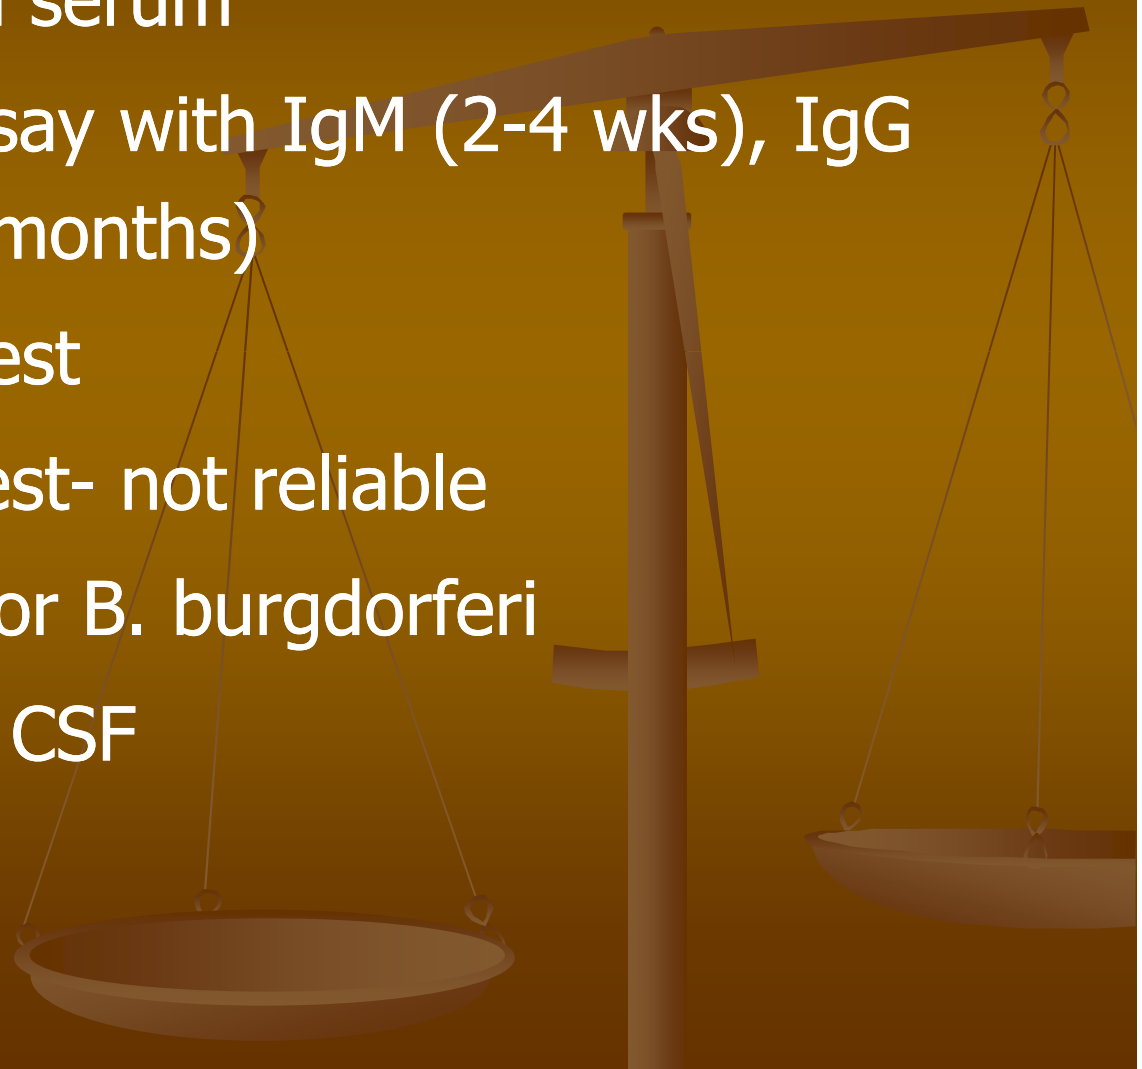 serum
say with IgM (2-4 wks), IgG
months)
est
est- not reliable
or B. burgdorferi
CSF